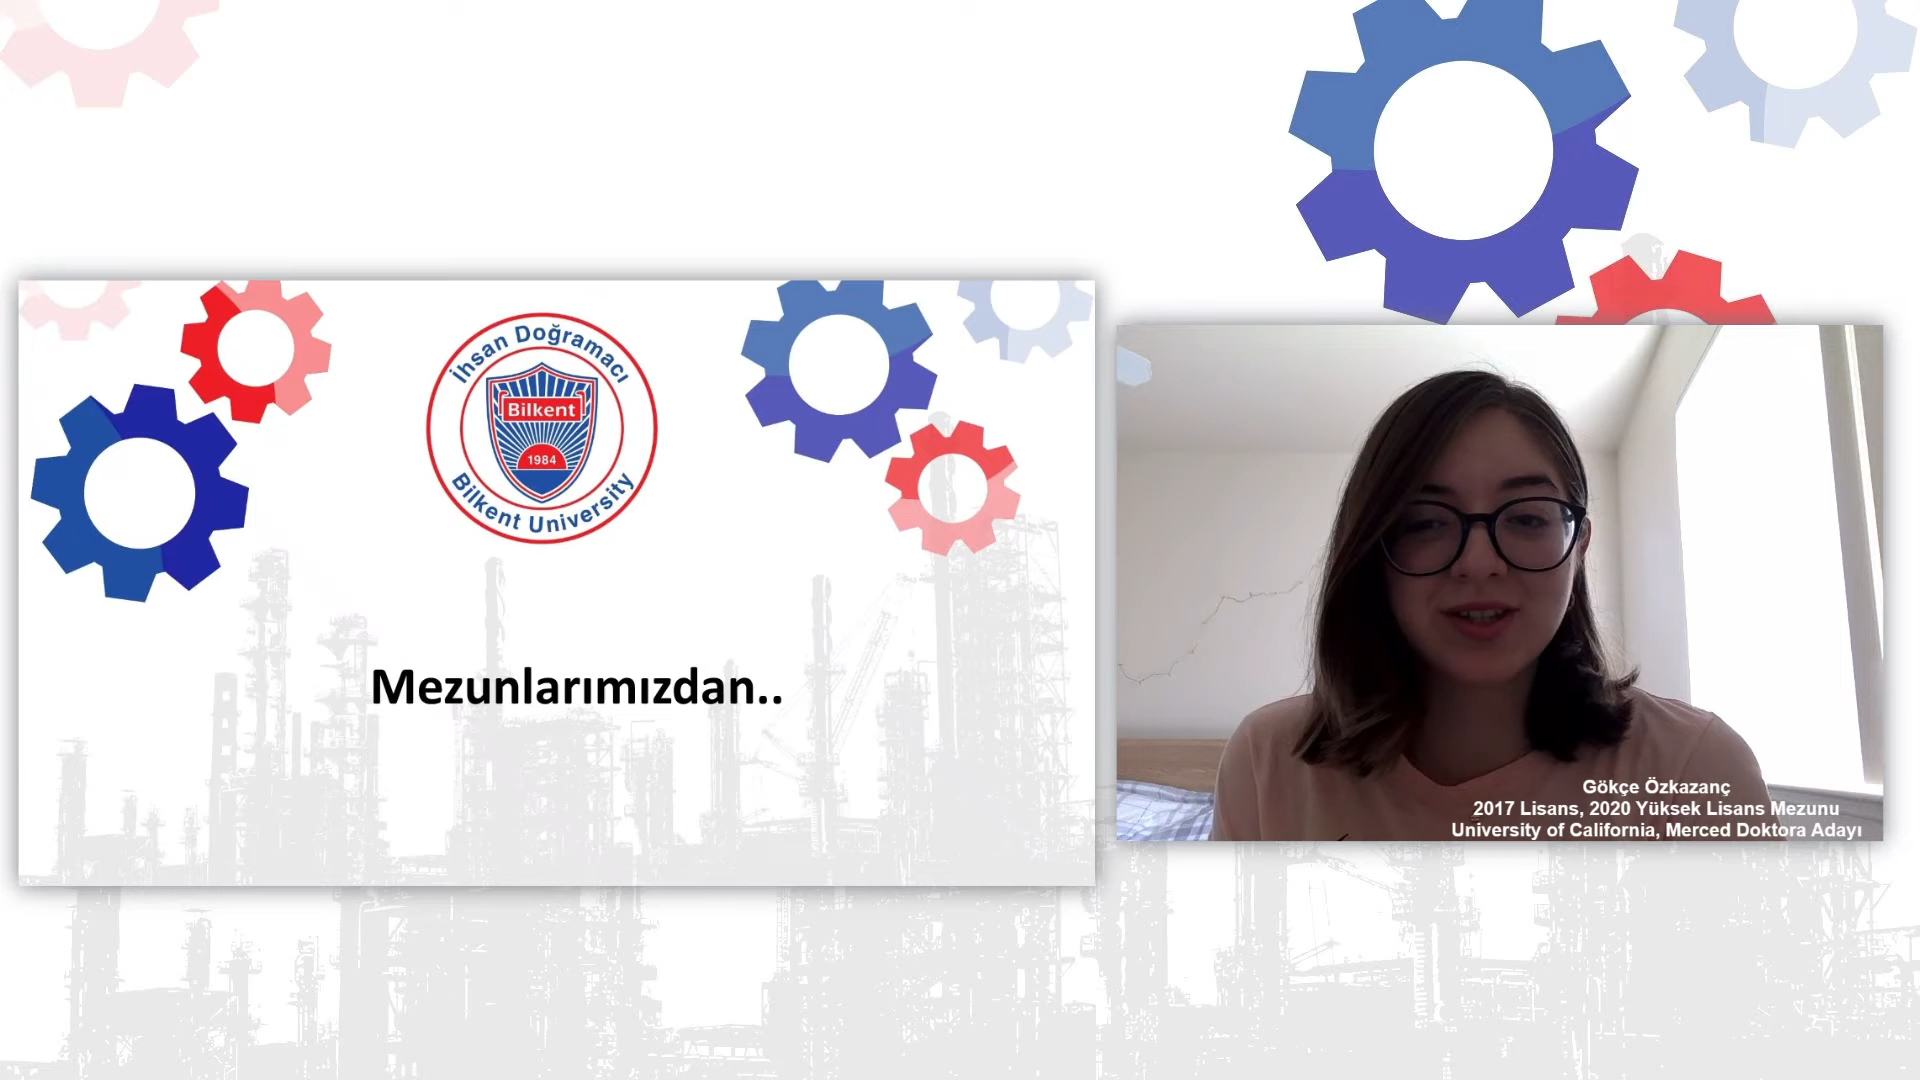 İhsan Doğramacı
Bilkent
1984
Bilkent University
Mezunlarımızdan..
Gökçe Özkazanç
2017 Lisans, 2020 Yüksek Lisans Mezunu
University of California, Merced Doktora Adayı